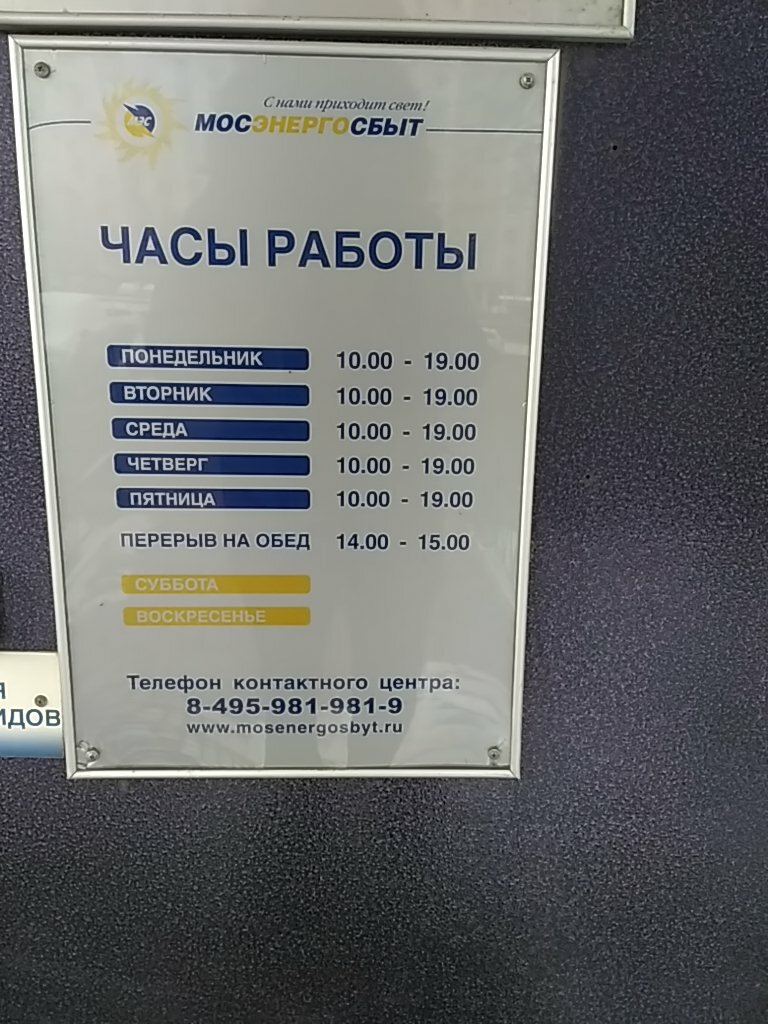 С нами приходит свет!
МЭС
МОСЭНЕРГОСБЫТ
ЧАСЫ РАБОТЫ
ПОНЕДЕЛЬНИК 10.00 - 19.00
ВТОРНИК 10.00 - 19.00
СРЕДА 10.00 - 19.00
ЧЕТВЕРГ 10.00 - 19.00
ПЯТНИЦА 10.00 - 19.00
ПЕРЕРЫВ НА ОБЕД 14.00 - 15.00
СУББОТА
ВОСКРЕСЕНЬЕ
Телефон контактного центра:
8-495-981-981-9
www.mosenergosbyt.ru